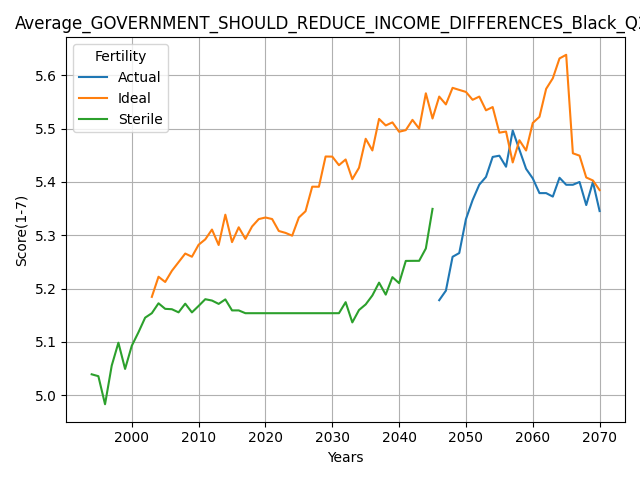 Average_GOVERNMENT_SHOULD_REDUCE_INCOME_DIFFERENCES_Black_Q
Fertility
Actual
Ideal
Sterile
Score(1-7)
5.6
5.5
5.4
5.3
5.2
5.1
5.0
2000 2010 2020 2030 2040 2050 2060 2070
Years